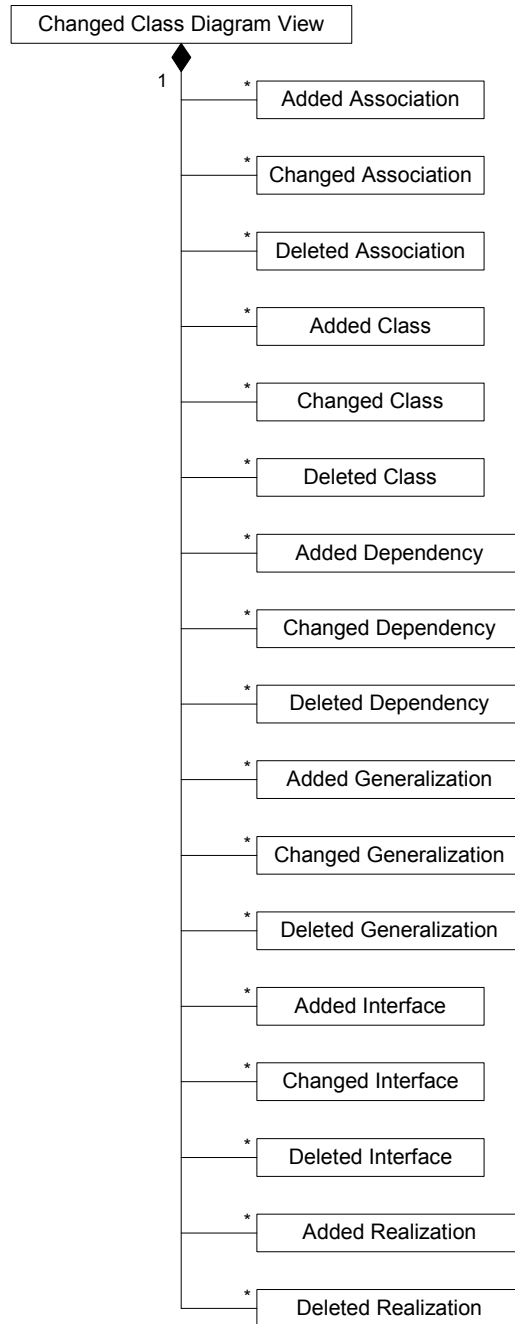 Changed Class Diagram View
1
* Added Association
* Changed Association
* Deleted Association
* Added Class
* Changed Class
* Deleted Class
* Added Dependency
* Changed Dependency
* Deleted Dependency
* Added Generalization
* Changed Generalization
* Deleted Generalization
* Added Interface
* Changed Interface
* Deleted Interface
* Added Realization
* Deleted Realization